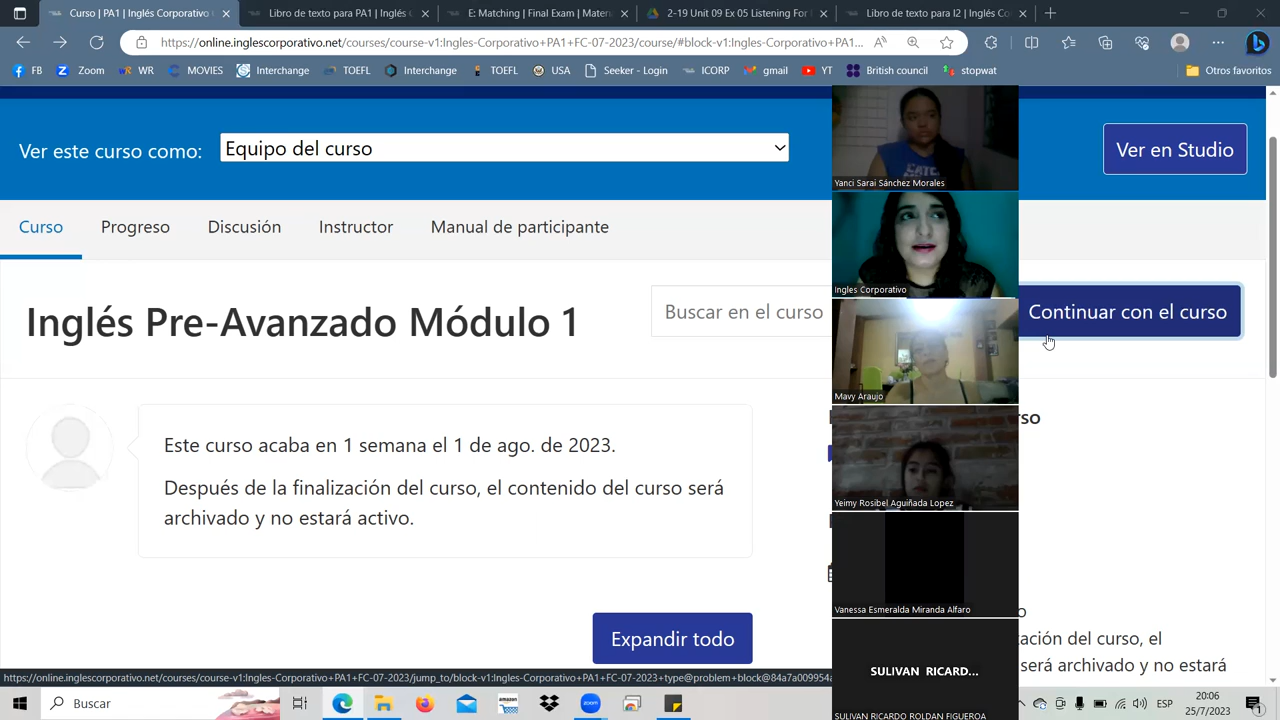 Curso | PA1 | Ingles Corpora
Libro de texto PA1 | Inglés Corp
E: Matching | Final Exam | Mater
2-19 Unit 09 Ex 05 Listening For
Libro de texto para I2 | Inglés Co
https://online.inglescorporativo.net/courses/course-v1:Ingles-Corporativo+PA1+FC-07-2023/course/#block-v1:Ingles-Corporativo+PA1...
FB
Zoom
WR
MOVIES
Interchange
TOEFL
Interchange
TOEFL
USA
Seeker - Login
ICORP
gmail
YT
British council
stopwat
Otros favoritos
Ver este curso como:
Equipo del curso
Ver en Studio
Yanci Sarai Sánchez Morales
Curso
Progreso
Discusión
Instructor
Manual de participante
Ingles Corporativo
Inglés Pre-Avanzado Módulo 1
Buscar en el curso
Continuar con el curso
Mavy Araujo
Este curso acaba en 1 semana el 1 de ago. de 2023.
Después de la finalización del curso, el contenido del curso será
archivado y no estará activo.
Yeimy Rosibel Aguiñada Lopez
Vanessa Esmeralda Miranda Alfaro
Expandir todo
ación del curso, el
será archivado y no estará
SULIVAN RICARD...
https://online.inglescorporativo.net/courses/course-v1:Ingles-Corporativo+PA1+FC-07-2023/jump_to/block-v1:Ingles-Corporativo+PA1+FC-07-2023+type@problem+block@84a7a009954a
Buscar
ESP
20:06
25/7/2023
SULIVAN RICARDO ROLDAN FIGUEROA